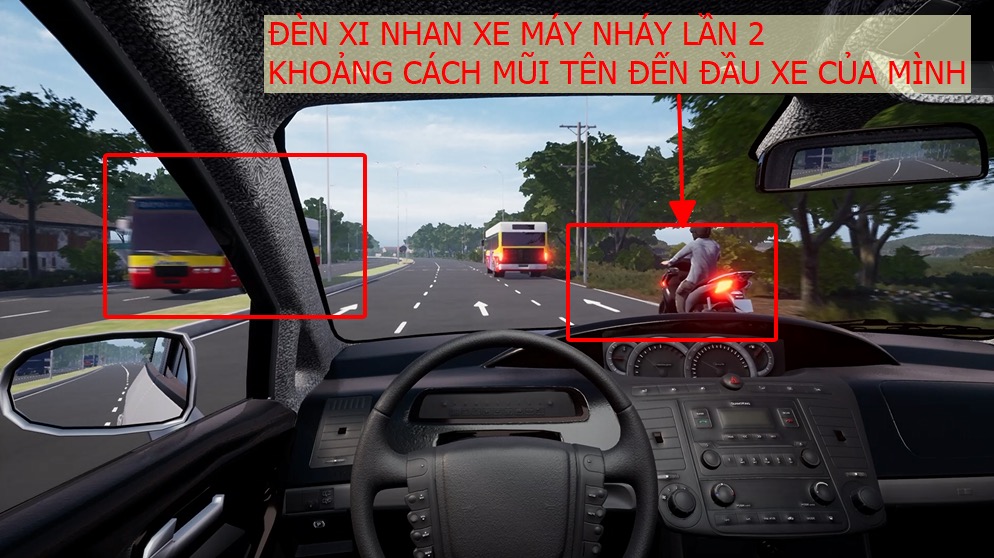 ĐÈN XI NHAN XE MÁY NHÁY LẦN 2
KHOẢNG CÁCH MŨI TÊN ĐẾN ĐẦU XE CỦA MÌNH